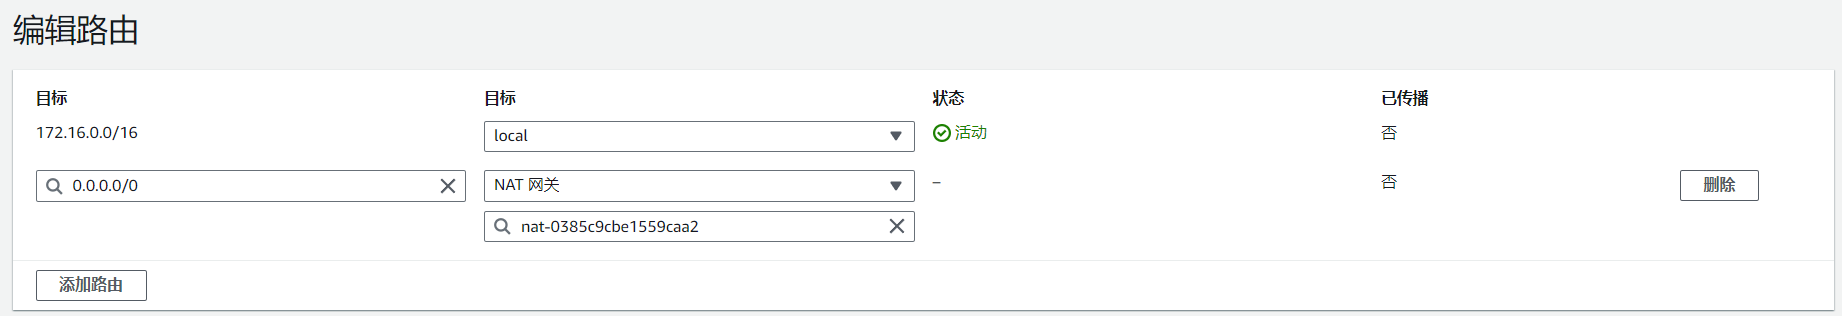 编辑路由
目标 目标 状态 已传播
172.16.0.0/16 local 活动 否
0.0.0.0/0 NAT 网关 – 否 删除
nat-0385c9cbe1559caa2
添加路由